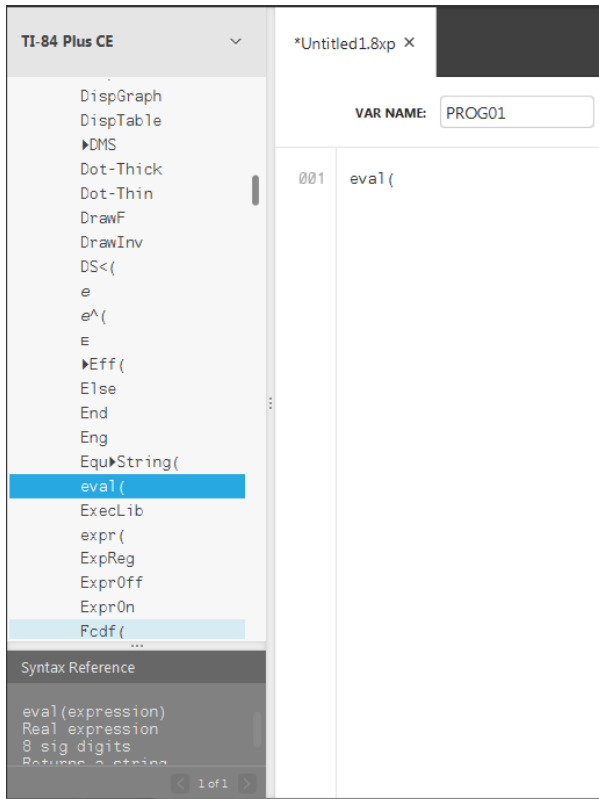 TI-84 Plus CE
*Untitled1.8xp ×
DispGraph
DispTable
►DMS
Dot-Thick
Dot-Thin
DrawF
DrawInv
DS<(
e
e^(
ᴇ
►Eff(
Else
End
Eng
Equ►String(
eval(
ExecLib
expr(
ExpReg
ExprOff
ExprOn
Fcdf(
Syntax Reference
eval(expression)
Real expression
8 sig digits
Returns a string
1 of 1
VAR NAME: PROG01
001 eval(